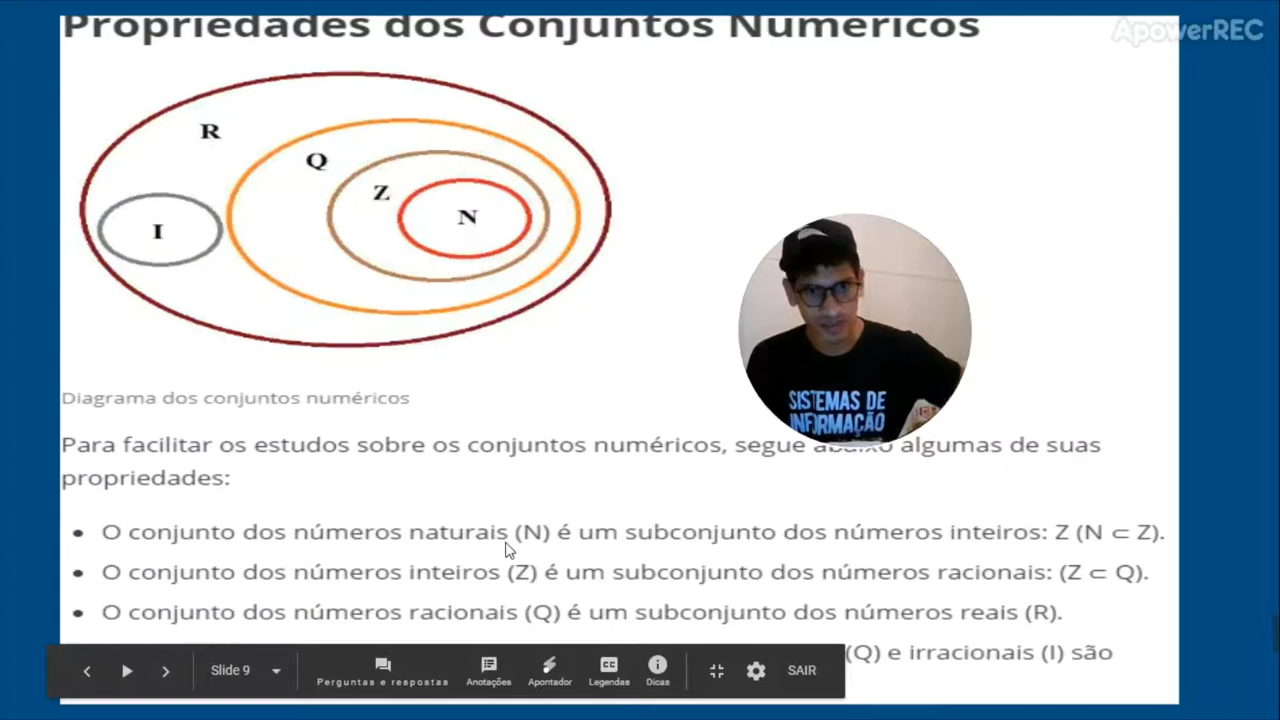 Propriedades dos Conjuntos Numéricos
ApowerREC
R
Q
Z
N
I
SISTEMAS DE
INFORMAÇÃO
Diagrama dos conjuntos numéricos
Para facilitar os estudos sobre os conjuntos numéricos, segue abaixo algumas de suas
propriedades:
• O conjunto dos números naturais (N) é um subconjunto dos números inteiros: Z (N ⊂ Z).
• O conjunto dos números inteiros (Z) é um subconjunto dos números racionais: (Z ⊂ Q).
• O conjunto dos números racionais (Q) é um subconjunto dos números reais (R).
(Q) e irracionais (I) são
Slide 9
Perguntas e respostas
Anotações
Apontador
CC
Legendas
Dicas
SAIR